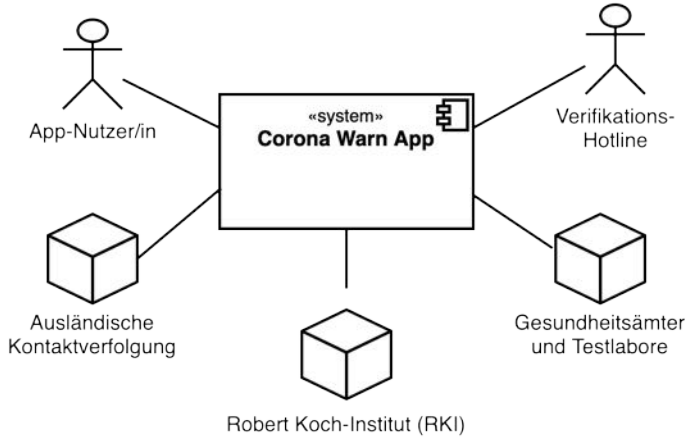 «system»
Corona Warn App
App-Nutzer/in
Verifikations-
Hotline
Ausländische
Kontaktverfolgung
Gesundheitsämter
und Testlabore
Robert Koch-Institut (RKI)